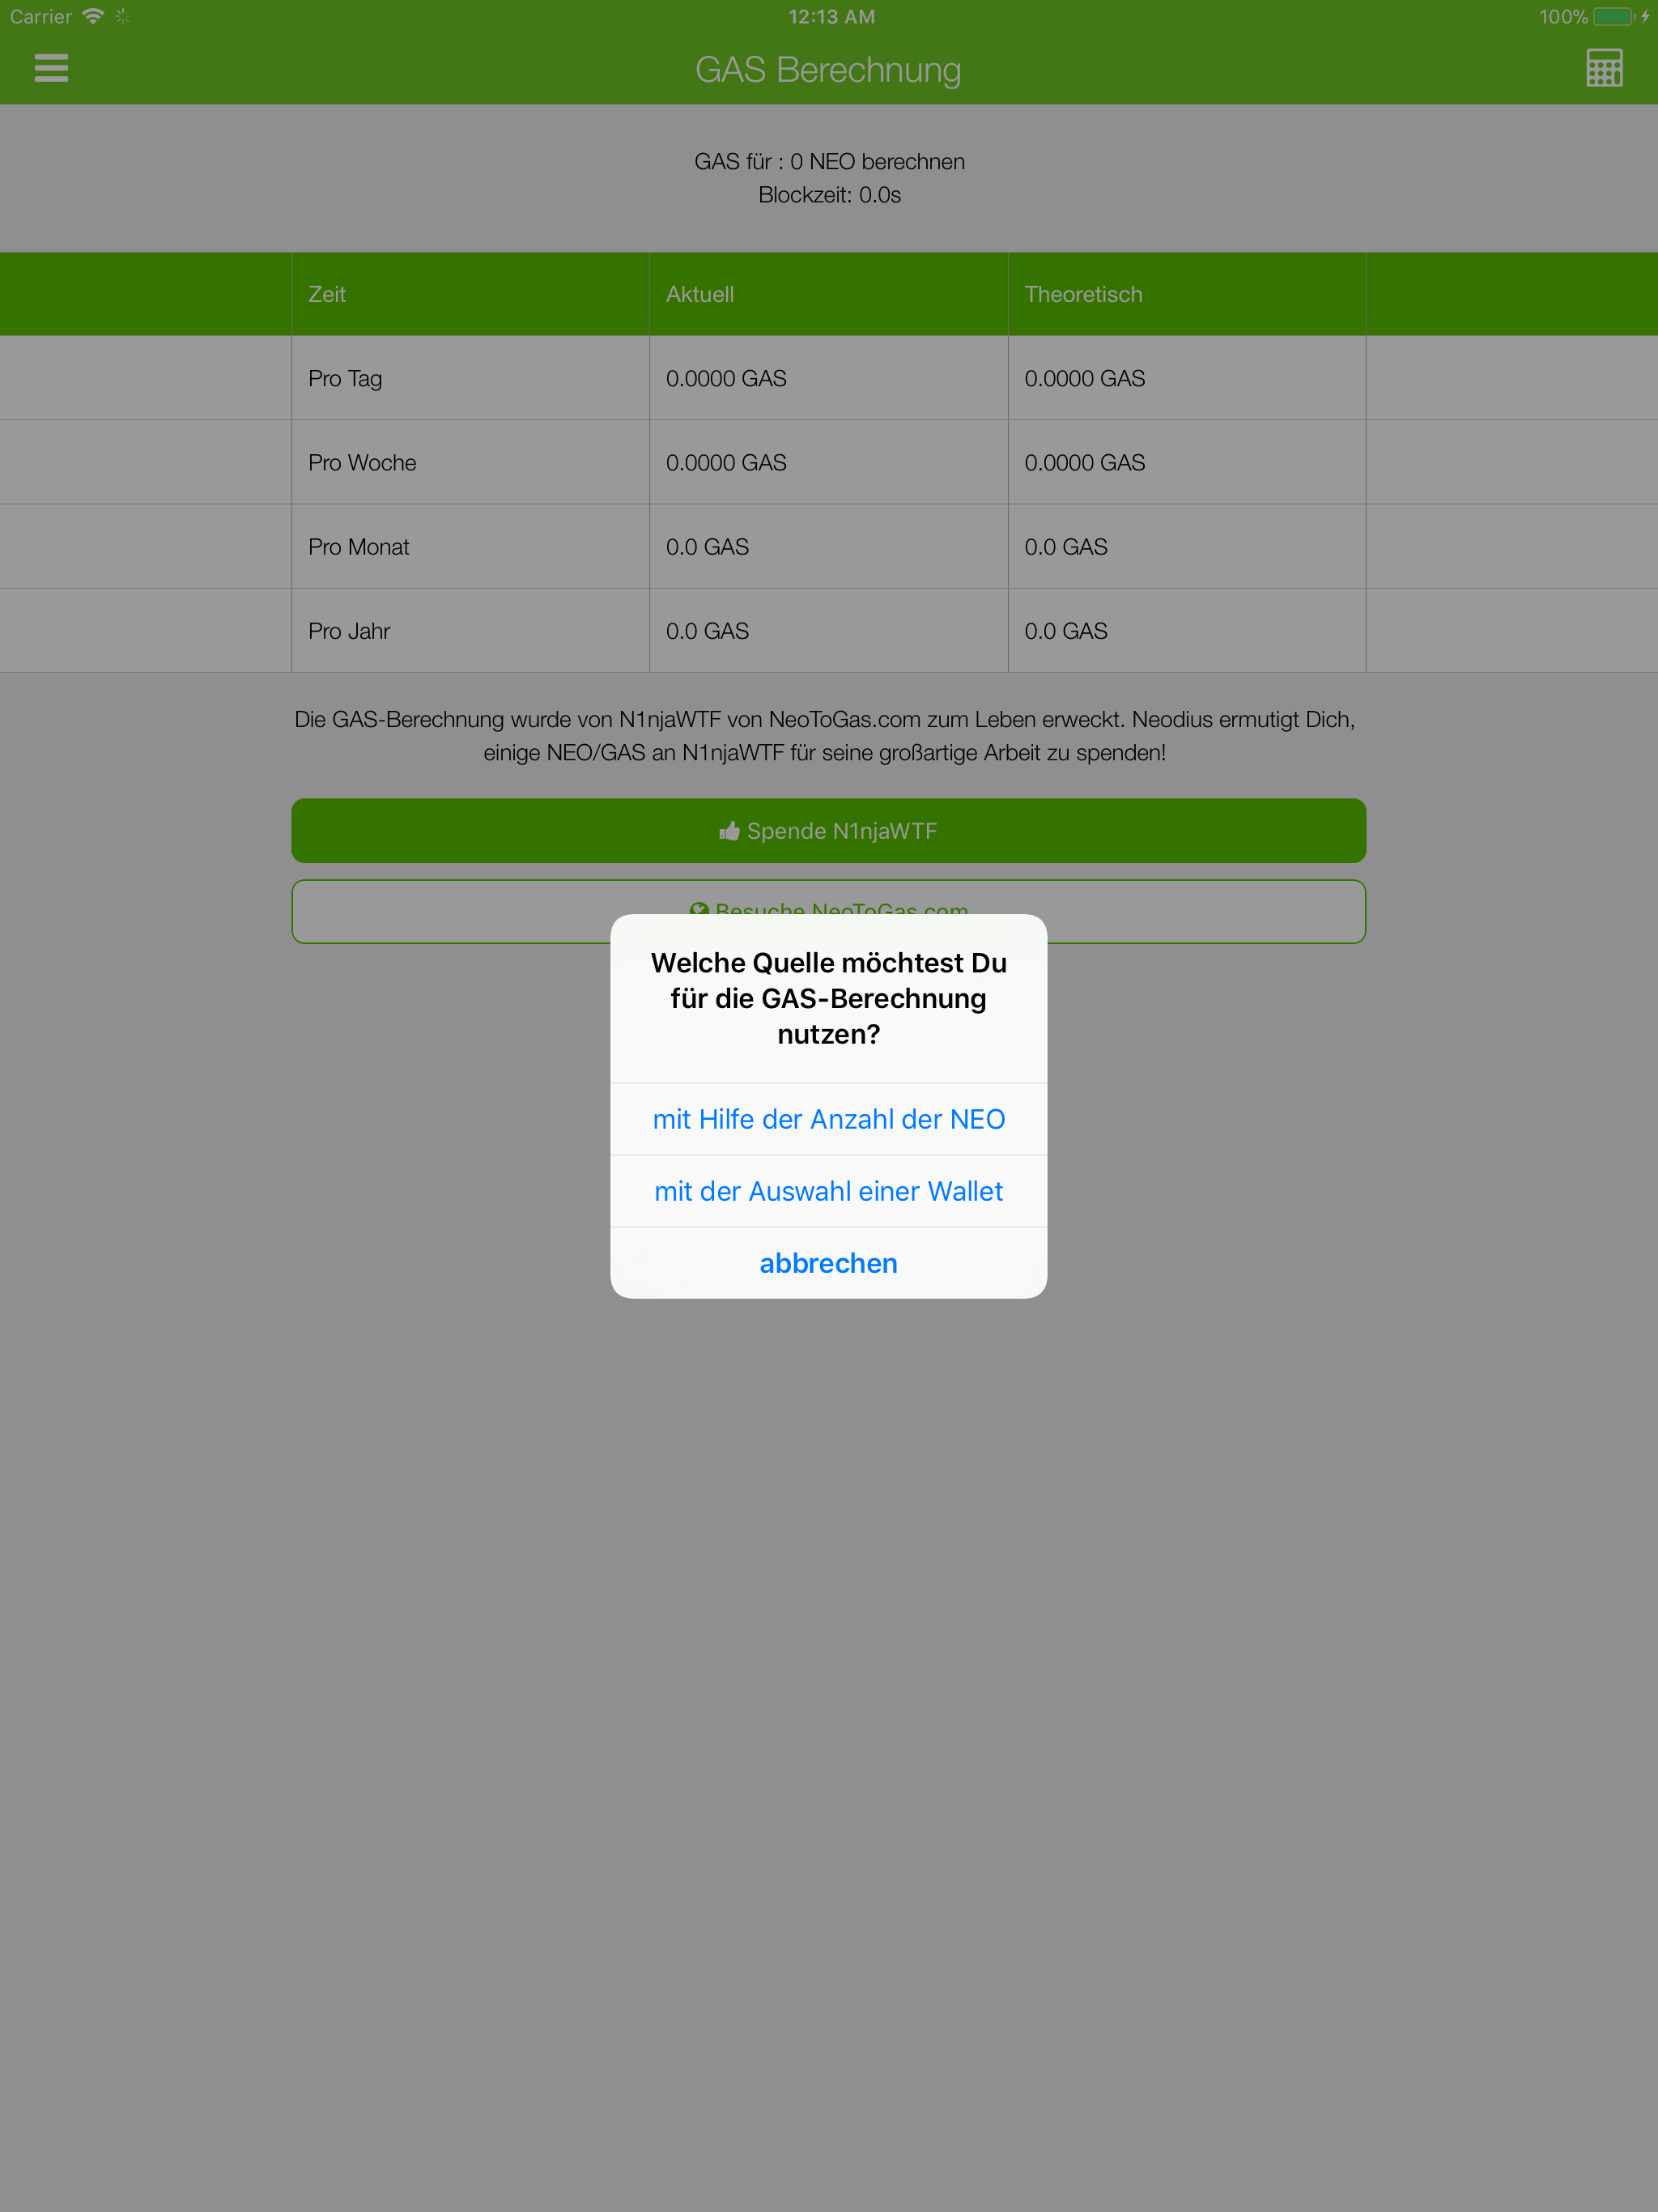 Carrier
12:13 AM
100%
GAS Berechnung
GAS für : 0 NEO berechnen
Blockzeit: 0.0s
Zeit Aktuell Theoretisch
Pro Tag 0.0000 GAS 0.0000 GAS
Pro Woche 0.0000 GAS 0.0000 GAS
Pro Monat 0.0 GAS 0.0 GAS
Pro Jahr 0.0 GAS 0.0 GAS
Die GAS-Berechnung wurde von N1njaWTF von NeoToGas.com zum Leben erweckt. Neodius ermutigt Dich,
einige NEO/GAS an N1njaWTF für seine großartige Arbeit zu spenden!
Spende N1njaWTF
Besuche NeoToGas.com
Welche Quelle möchtest Du
für die GAS-Berechnung
nutzen?
mit Hilfe der Anzahl der NEO
mit der Auswahl einer Wallet
abbrechen